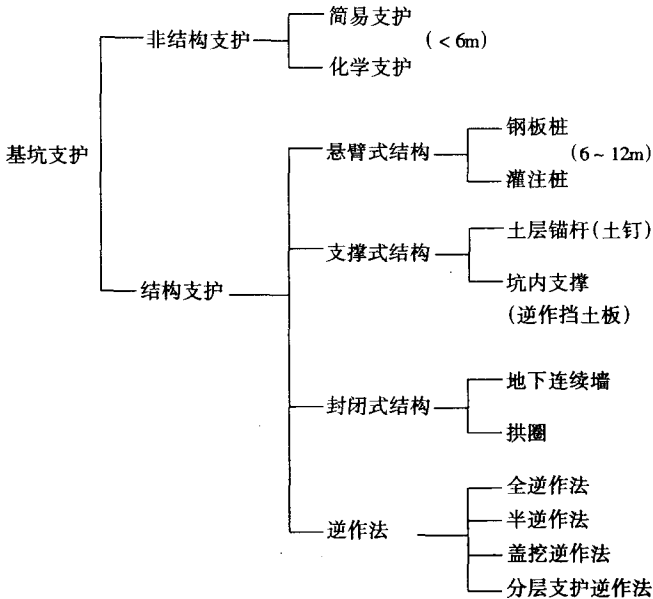 简易支护
非结构支护
(<6m)
化学支护
钢板桩
悬臂式结构
(6~12m)
基坑支护
灌注桩
土层锚杆(土钉)
支撑式结构
坑内支撑
结构支护
(逆作挡土板)
地下连续墙
封闭式结构
拱圈
全逆作法
半逆作法
逆作法
盖挖逆作法
分层支护逆作法